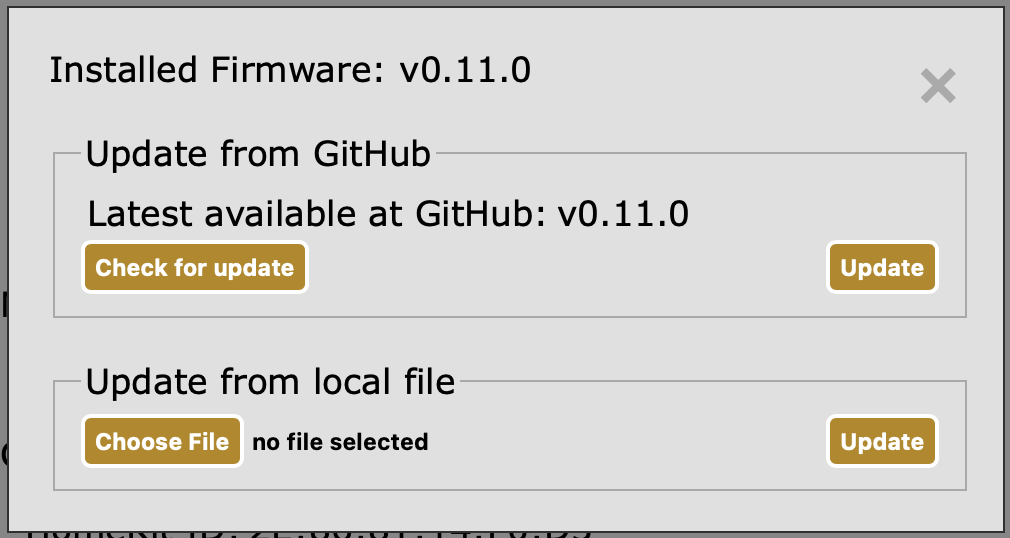 Installed Firmware: v0.11.0
Update from GitHub
Latest available at GitHub: v0.11.0
Check for update
Update
Update from local file
Choose File no file selected
Update